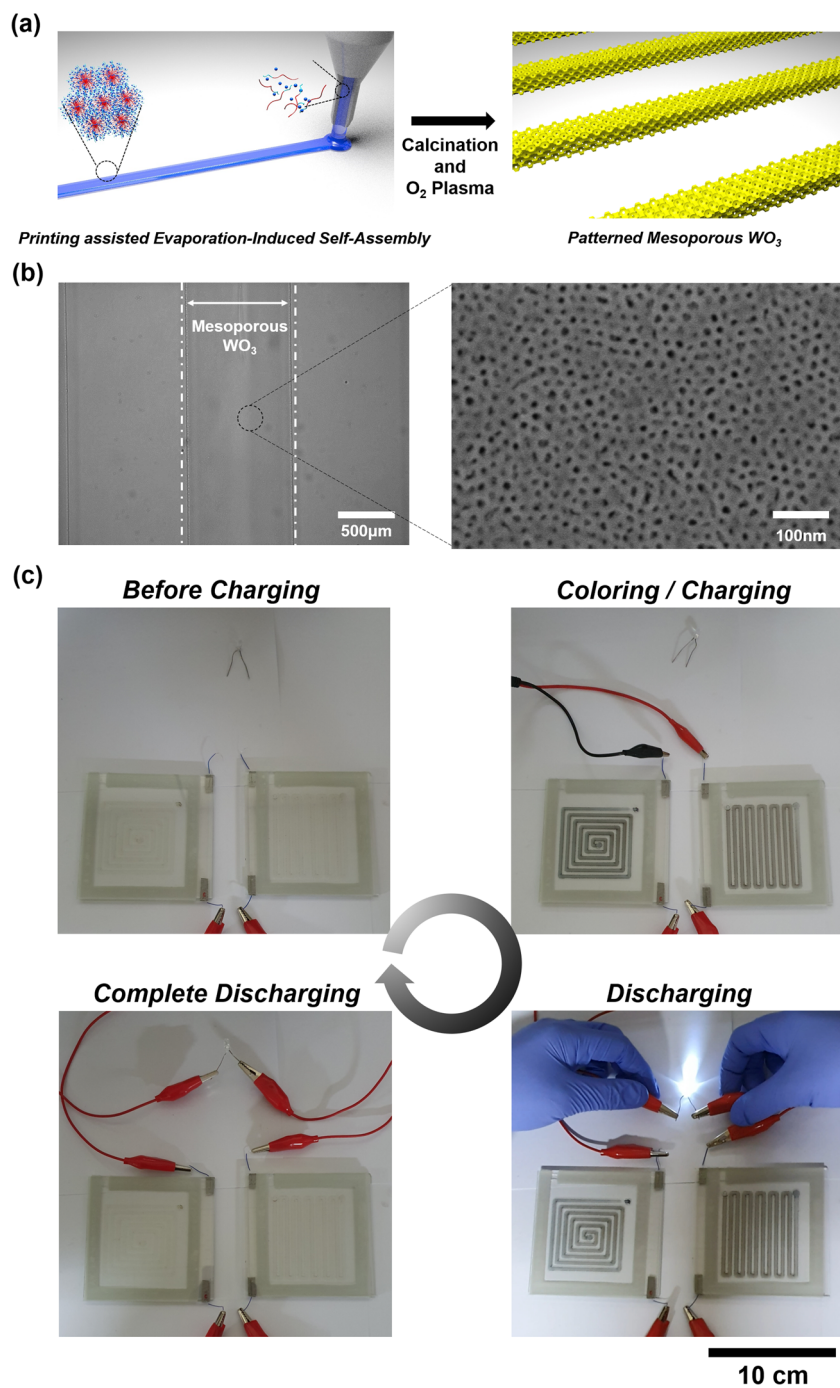 (a)
Calcination
and
O₂ Plasma
Printing assisted Evaporation-Induced Self-Assembly
Patterned Mesoporous WO₃
(b)
Mesoporous
WO₃
500μm
100nm
(c)
Before Charging
Coloring / Charging
Complete Discharging
Discharging
10 cm